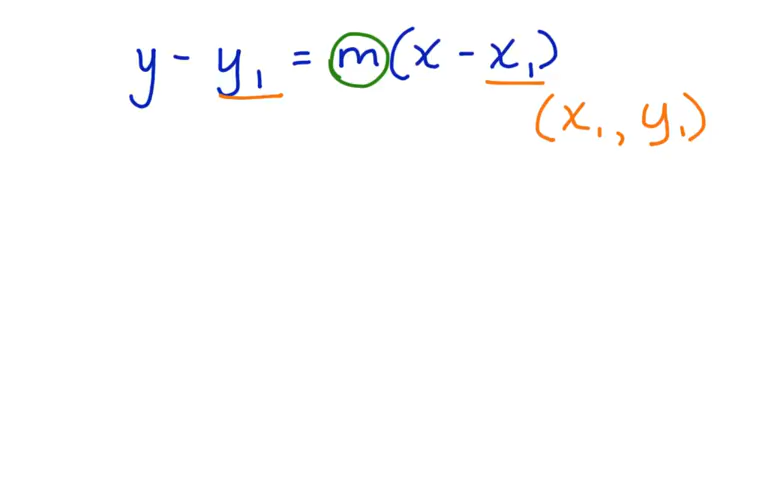 y - y₁ = m(x - x₁)
(x₁, y₁)